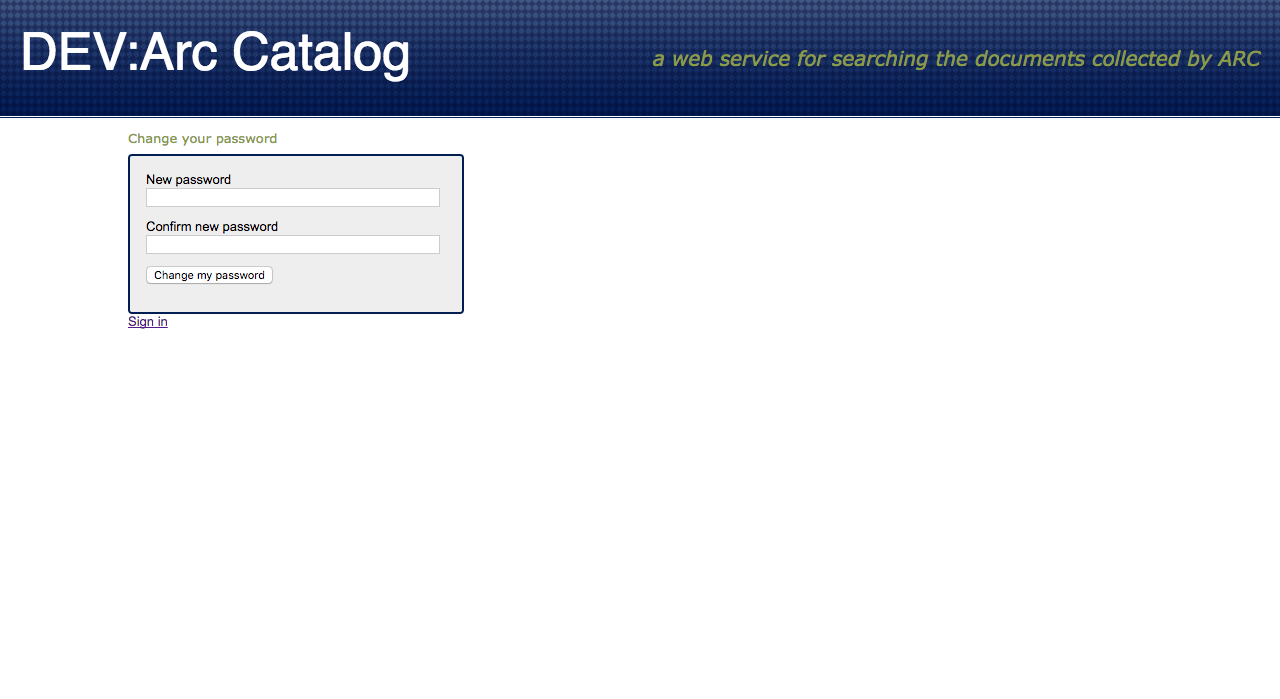 DEV:Arc Catalog
a web service for searching the documents collected by ARC
Change your password
New password
Confirm new password
Change my password
Sign in